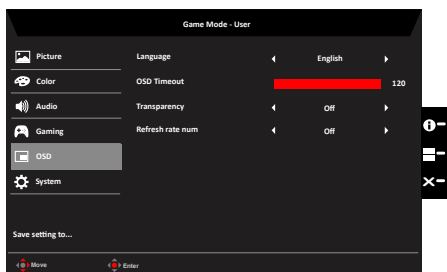 Game Mode - User
Picture
Color
Audio
Gaming
OSD
System
Language English
OSD Timeout 120
Transparency Off
Refresh rate num Off
Save setting to...
Move Enter